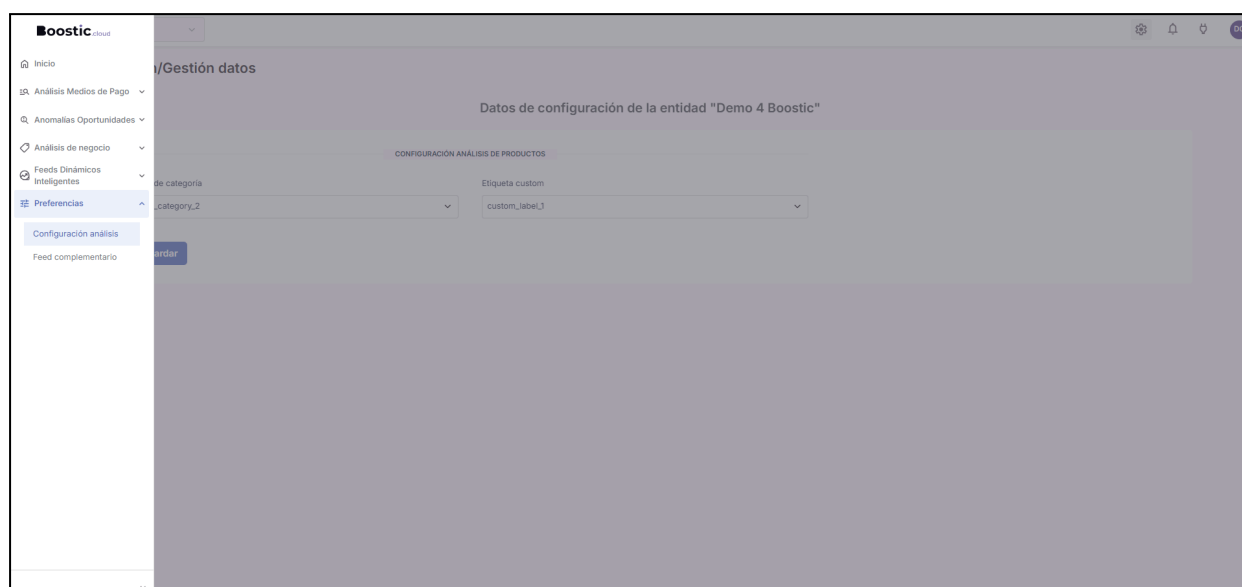 Boostic.cloud
Inicio
Análisis Medios de Pago
Anomalías Oportunidades
Análisis de negocio
Feeds Dinámicos
Inteligentes
Preferencias
Configuración análisis
Feed complementario
/Gestión datos
Datos de configuración de la entidad "Demo 4 Boostic"
CONFIGURACIÓN ANÁLISIS DE PRODUCTOS
de categoría
Etiqueta custom
_category_2
custom_label_1
ardar